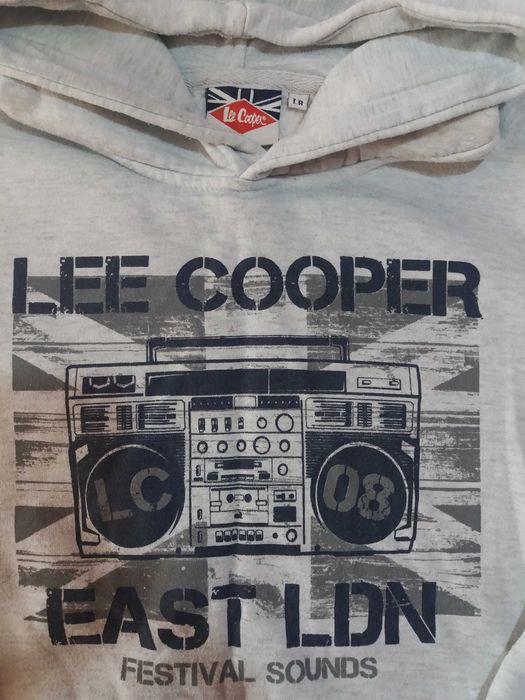 Lee Cooper
LEE COOPER
LC
08
EAST LDN
FESTIVAL SOUNDS